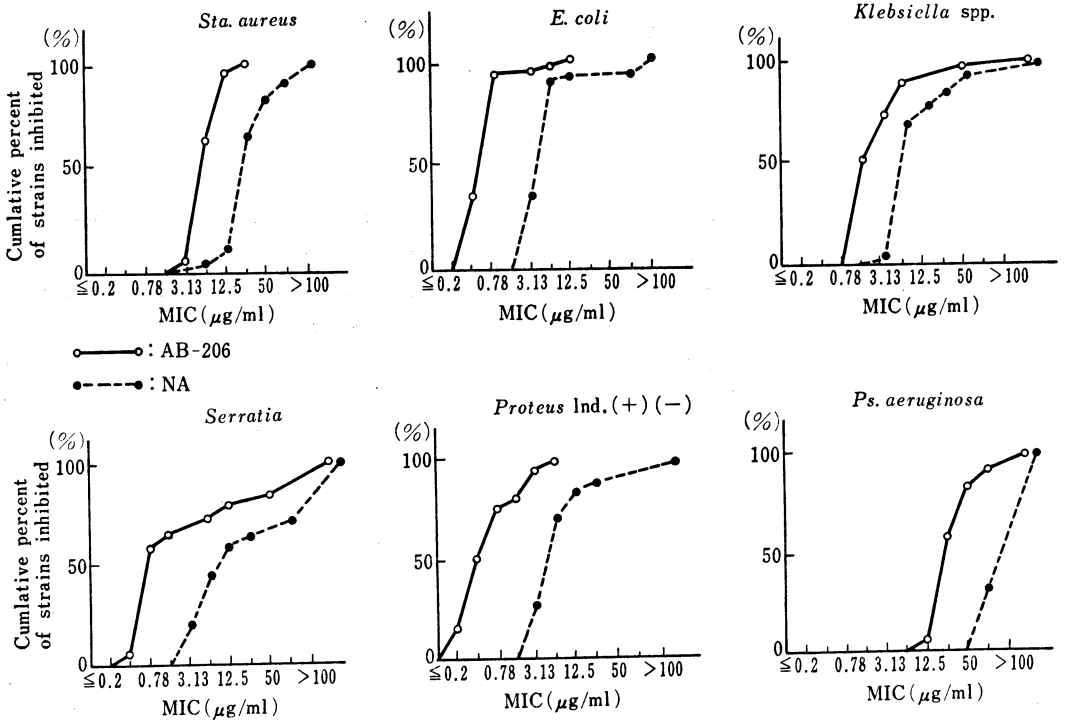 Sta. aureus
(%)
100
50
0
Cumlative percent
of strains inhibited
≦0.2 0.78 3.13 12.5 50 >100
MIC(μg/ml)
E. coli
(%)
100
50
0
≦0.2 0.78 3.13 12.5 50 >100
MIC(μg/ml)
Klebsiella spp.
(%)
100
50
0
≦0.2 0.78 3.13 12.5 50 >100
MIC(μg/ml)
: AB-206
: NA
Serratia
(%)
100
50
0
Cumlative percent
of strains inhibited
≦0.2 0.78 3.13 12.5 50 >100
MIC(μg/ml)
Proteus Ind.(+)(−)
(%)
100
50
0
≦0.2 0.78 3.13 12.5 50 >100
MIC(μg/ml)
Ps. aeruginosa
(%)
100
50
0
≦0.2 0.78 3.13 12.5 50 >100
MIC(μg/ml)